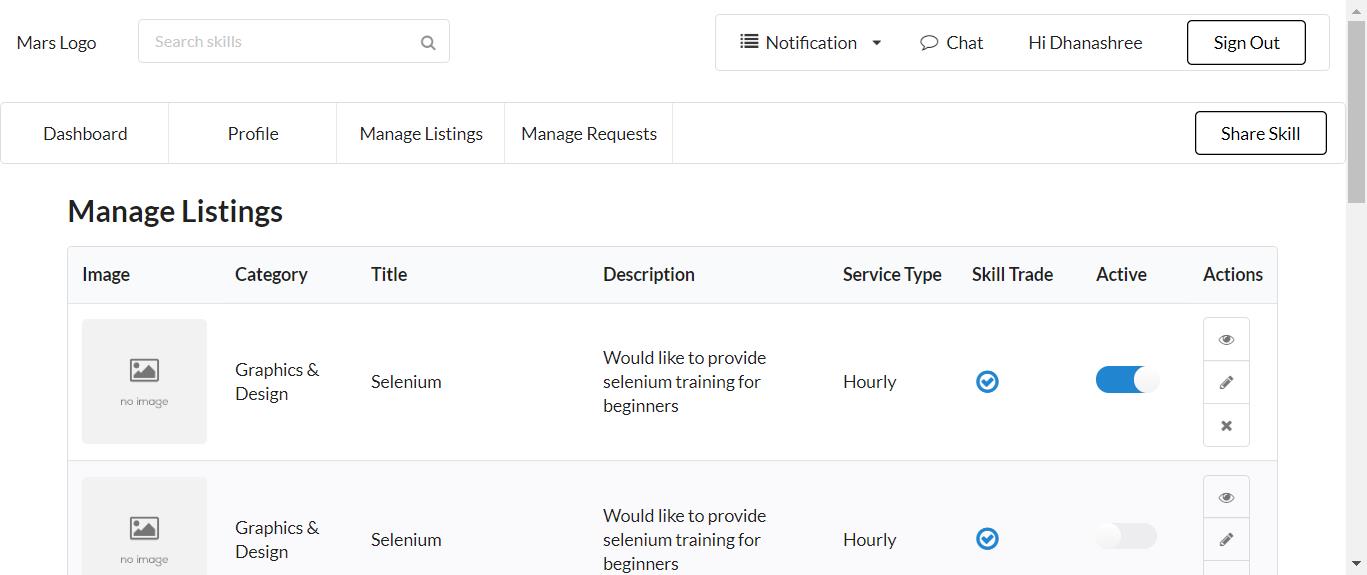 Mars Logo
Search skills
Notification
Chat
Hi Dhanashree
Sign Out
Dashboard
Profile
Manage Listings
Manage Requests
Share Skill
Manage Listings
Image
Category
Title
Description
Service Type
Skill Trade
Active
Actions
no image
Graphics &
Design
Selenium
Would like to provide
selenium training for
beginners
Hourly
no image
Graphics &
Design
Selenium
Would like to provide
selenium training for
beginners
Hourly